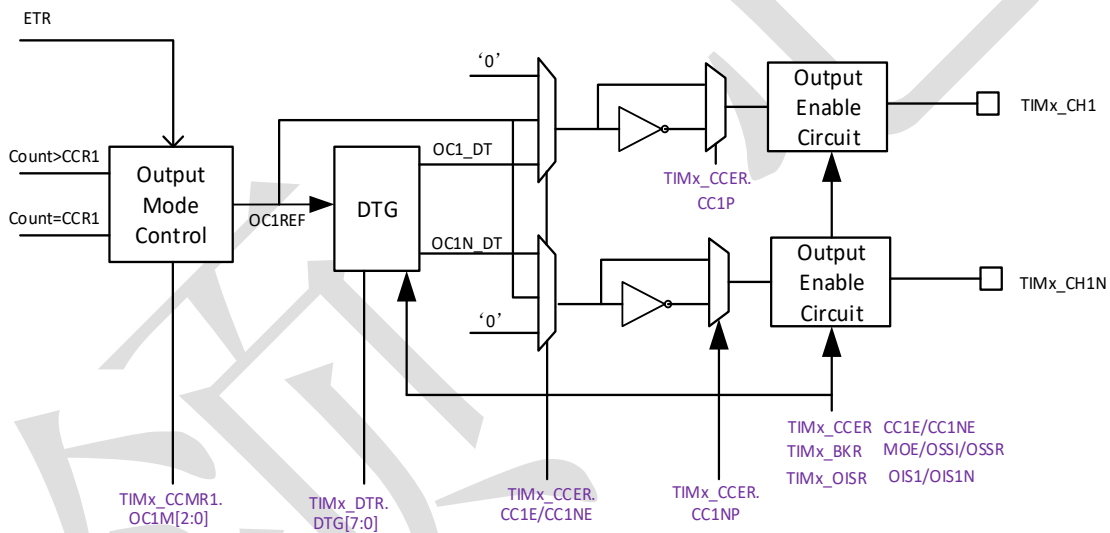 ETR
‘0’
Output
Enable
Circuit
TIMx_CH1
Count>CCR1
Output
Mode
Control
OC1_DT
TIMx_CCER.
CC1P
OC1REF
DTG
Count=CCR1
OC1N_DT
Output
Enable
Circuit
TIMx_CH1N
‘0’
TIMx_CCER CC1E/CC1NE
TIMx_BKR MOE/OSSI/OSSR
TIMx_OISR OIS1/OIS1N
TIMx_CCMR1.
OC1M[2:0]
TIMx_DTR.
DTG[7:0]
TIMx_CCER.
CC1E/CC1NE
TIMx_CCER.
CC1NP